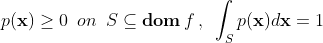 p(𝐱) ≥ 0 on S ⊆ 𝐝𝐨𝐦 f , ∫_S p(𝐱)d𝐱 = 1